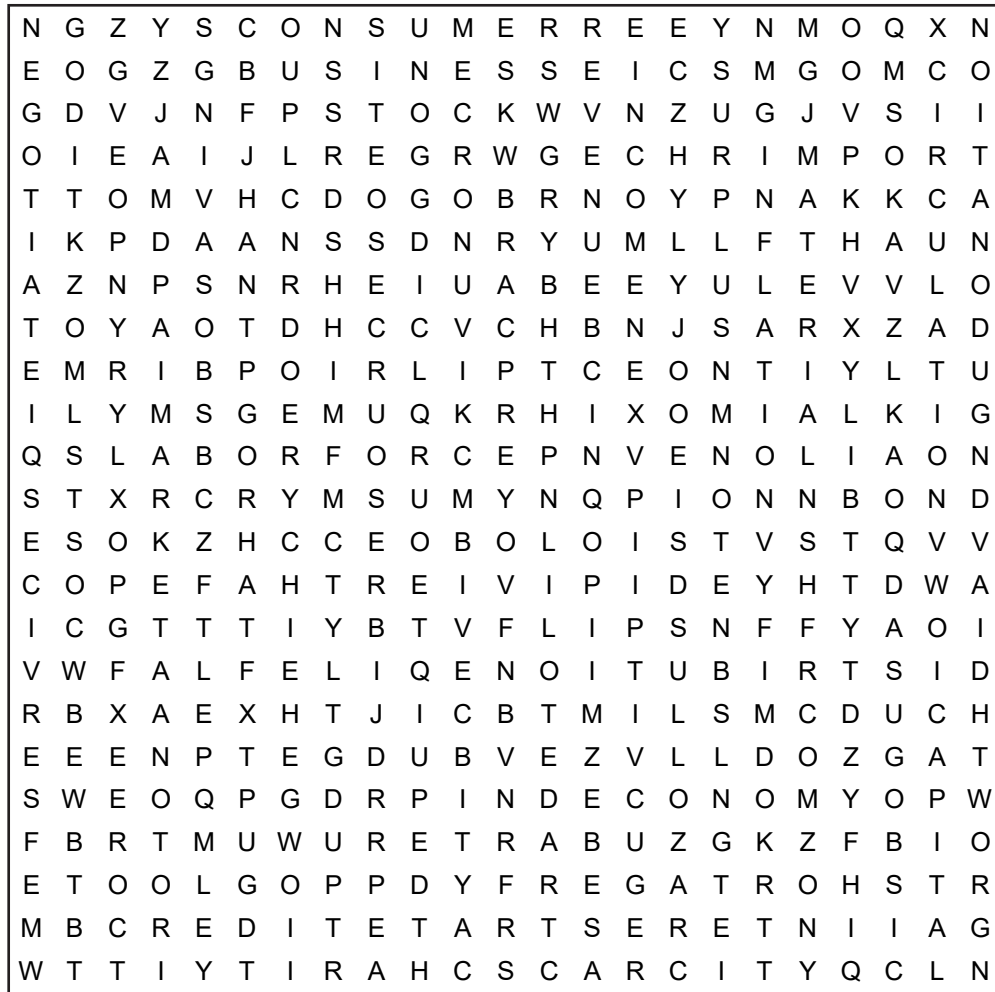 N G Z Y S C O N S U M E R R E E Y N M O Q X N
E O G Z G B U S I N E S S E I C S M G O M C O
G D V J N F P S T O C K W V N Z U G J V S I I
O I E A I J L R E G R W G E C H R I M P O R T
T T O M V H C D O G O B R N O Y P N A K K C A
I K P D A A N S S D N R Y U M L L F T H A U N
A Z N P S N R H E I U A B E E Y U L E V V L O
T O Y A O T D H C C V C H B N J S A R X Z A D
E M R I B P O I R L I P T C E O N T I Y L T U
I L Y M S G E M U Q K R H I X O M I A L K I G
Q S L A B O R F O R C E P N V E N O L I A O N
S T X R C R Y M S U M Y N Q P I O N N B O N D
E S O K Z H C C E O B O L O I S T V S T Q V V
C O P E F A H T R E I V I P I D E Y H T D W A
I C G T T T I Y B T V F L I P S N F F Y A O I
V W F A L F E L I Q E N O I T U B I R T S I D
R B X A E X H T J I C B T M I L S M C D U C H
E E E N P T E G D U B V E Z V L L D O Z G A T
S W E O Q P G D R P I N D E C O N O M Y O P W
F B R T M U W U R E T R A B U Z G K Z F B I O
E T O O L G O P P D Y F R E G A T R O H S T R
M B C R E D I T E T A R T S E R E T N I I A G
W T T I Y T I R A H C S C A R C I T Y Q C L N